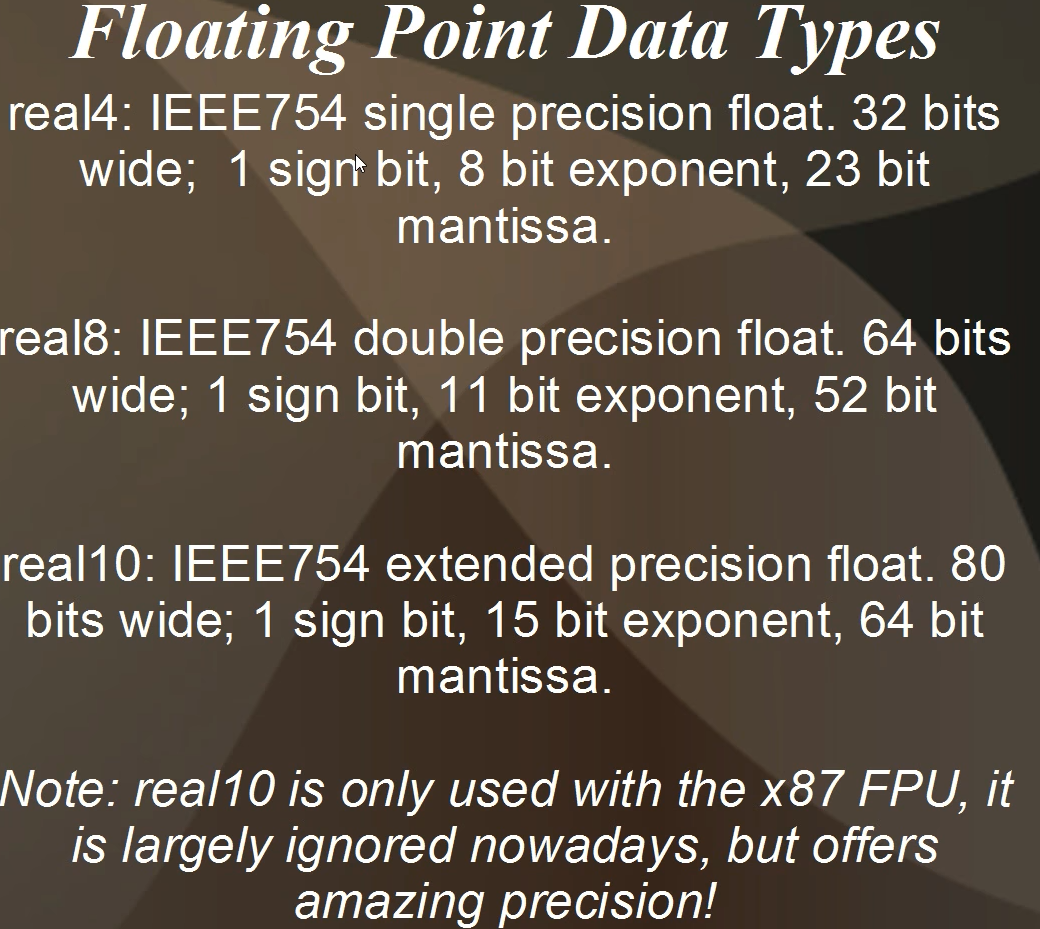 Floating Point Data Types
real4: IEEE754 single precision float. 32 bits
wide;  1 sign bit, 8 bit exponent, 23 bit
mantissa.
real8: IEEE754 double precision float. 64 bits
wide; 1 sign bit, 11 bit exponent, 52 bit
mantissa.
real10: IEEE754 extended precision float. 80
bits wide; 1 sign bit, 15 bit exponent, 64 bit
mantissa.
Note: real10 is only used with the x87 FPU, it
is largely ignored nowadays, but offers
amazing precision!